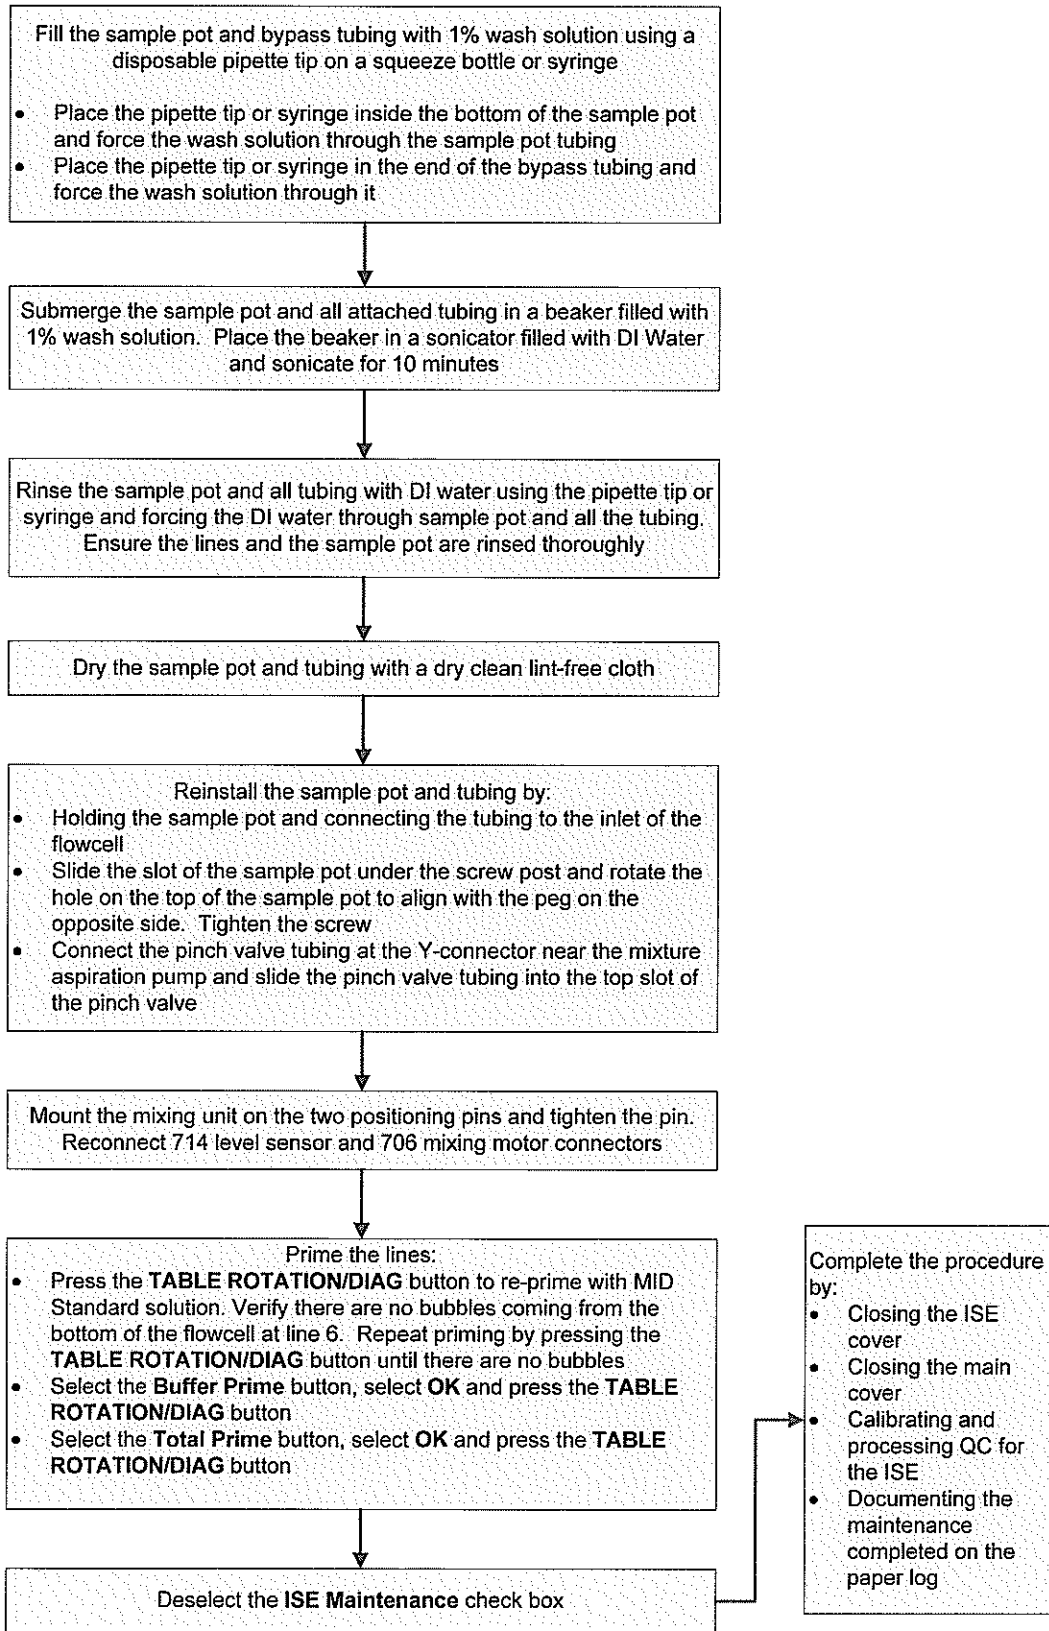 Fill the sample pot and bypass tubing with 1% wash solution using a
disposable pipette tip on a squeeze bottle or syringe
• Place the pipette tip or syringe inside the bottom of the sample pot
and force the wash solution through the sample pot tubing
• Place the pipette tip or syringe in the end of the bypass tubing and
force the wash solution through it
Submerge the sample pot and all attached tubing in a beaker filled with
1% wash solution. Place the beaker in a sonicator filled with DI Water
and sonicate for 10 minutes
Rinse the sample pot and all tubing with DI water using the pipette tip or
syringe and forcing the DI water through sample pot and all the tubing.
Ensure the lines and the sample pot are rinsed thoroughly
Dry the sample pot and tubing with a dry clean lint-free cloth
Reinstall the sample pot and tubing by:
• Holding the sample pot and connecting the tubing to the inlet of the
flowcell
• Slide the slot of the sample pot under the screw post and rotate the
hole on the top of the sample pot to align with the peg on the
opposite side. Tighten the screw
• Connect the pinch valve tubing at the Y-connector near the mixture
aspiration pump and slide the pinch valve tubing into the top slot of
the pinch valve
Mount the mixing unit on the two positioning pins and tighten the pin.
Reconnect 714 level sensor and 706 mixing motor connectors
Prime the lines:
• Press the TABLE ROTATION/DIAG button to re-prime with MID
Standard solution. Verify there are no bubbles coming from the
bottom of the flowcell at line 6. Repeat priming by pressing the
TABLE ROTATION/DIAG button until there are no bubbles
• Select the Buffer Prime button, select OK and press the TABLE
ROTATION/DIAG button
• Select the Total Prime button, select OK and press the TABLE
ROTATION/DIAG button
Deselect the ISE Maintenance check box
Complete the procedure
by:
• Closing the ISE
cover
• Closing the main
cover
• Calibrating and
processing QC for
the ISE
• Documenting the
maintenance
completed on the
paper log